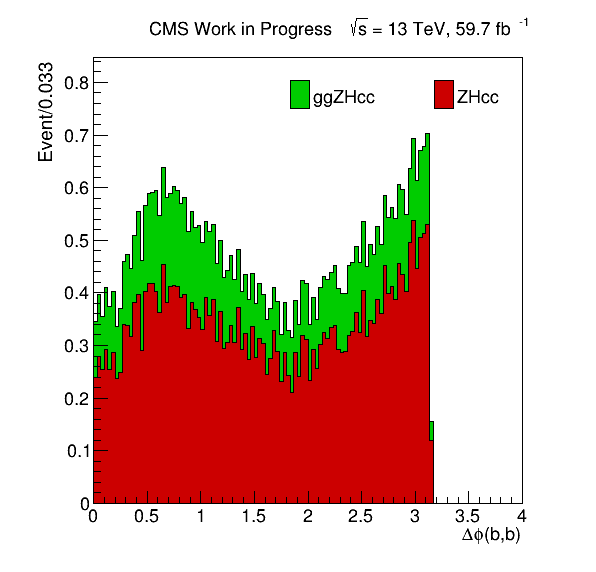 CMS Work in Progress √s = 13 TeV, 59.7 fb⁻¹
Event/0.033
ggZHcc
ZHcc
0.8
0.7
0.6
0.5
0.4
0.3
0.2
0.1
0
0 0.5 1 1.5 2 2.5 3 3.5 4
Δϕ(b,b)